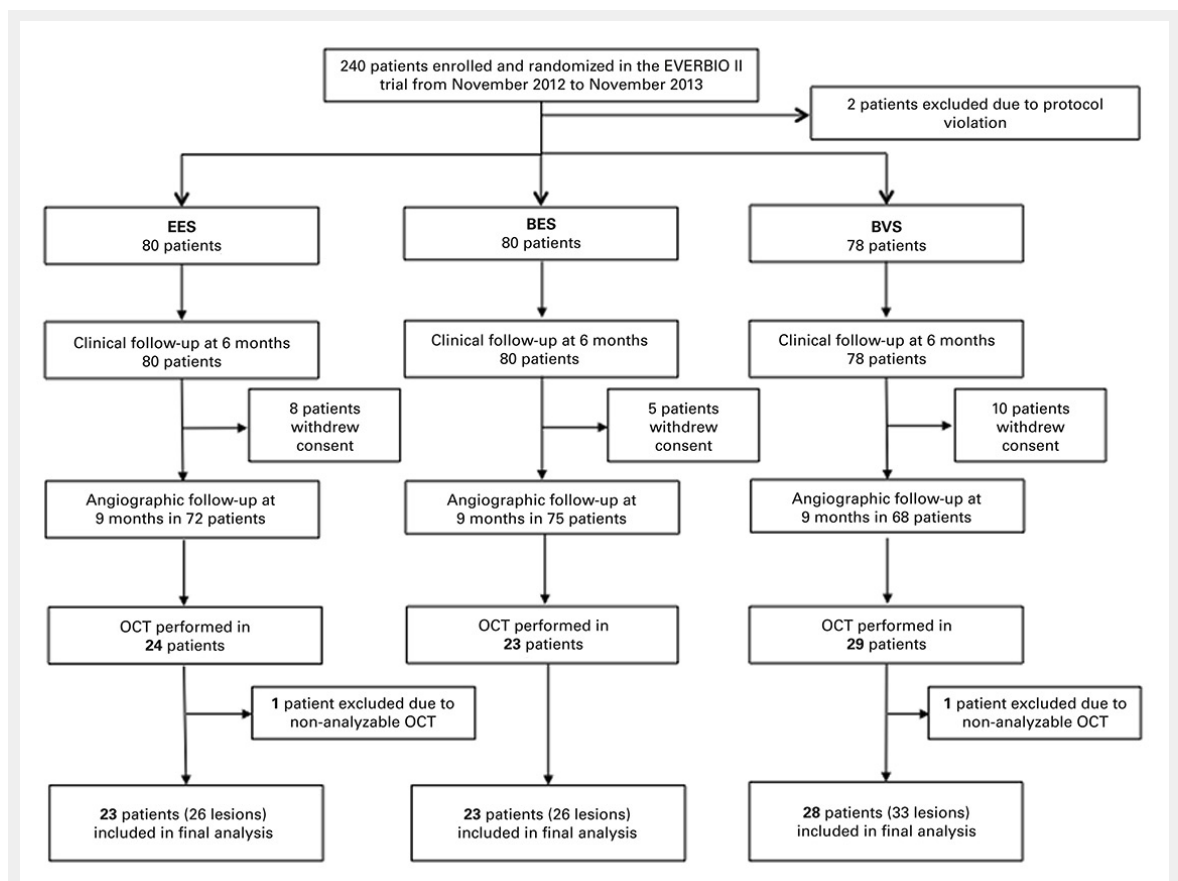 240 patients enrolled and randomized in the EVERBIO II
trial from November 2012 to November 2013
2 patients excluded due to protocol
violation
EES
80 patients
BES
80 patients
BVS
78 patients
Clinical follow-up at 6 months
80 patients
Clinical follow-up at 6 months
80 patients
Clinical follow-up at 6 months
78 patients
8 patients
withdrew
consent
5 patients
withdrew
consent
10 patients
withdrew
consent
Angiographic follow-up at
9 months in 72 patients
Angiographic follow-up at
9 months in 75 patients
Angiographic follow-up at
9 months in 68 patients
OCT performed in
24 patients
OCT performed in
23 patients
OCT performed in
29 patients
1 patient excluded due to
non-analyzable OCT
1 patient excluded due to
non-analyzable OCT
23 patients (26 lesions)
included in final analysis
23 patients (26 lesions)
included in final analysis
28 patients (33 lesions)
included in final analysis